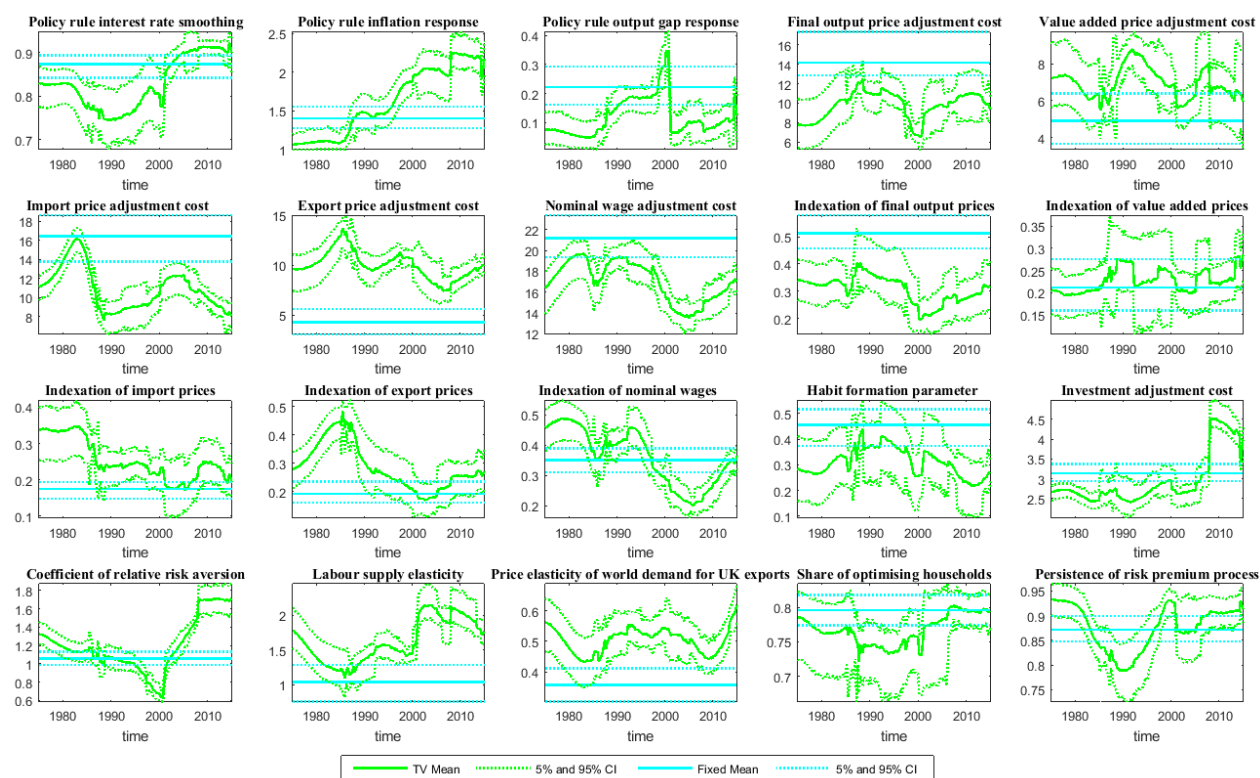 Policy rule interest rate smoothing
0.9
0.8
0.7
1980 1990 2000 2010
time
Policy rule inflation response
2.5
2
1.5
1
1980 1990 2000 2010
time
Policy rule output gap response
0.4
0.3
0.2
0.1
1980 1990 2000 2010
time
Final output price adjustment cost
16
14
12
10
8
6
1980 1990 2000 2010
time
Value added price adjustment cost
8
6
4
1980 1990 2000 2010
time
Import price adjustment cost
18
16
14
12
10
8
1980 1990 2000 2010
time
Export price adjustment cost
15
10
5
1980 1990 2000 2010
time
Nominal wage adjustment cost
22
20
18
16
14
12
1980 1990 2000 2010
time
Indexation of final output prices
0.5
0.4
0.3
0.2
1980 1990 2000 2010
time
Indexation of value added prices
0.35
0.3
0.25
0.2
0.15
1980 1990 2000 2010
time
Indexation of import prices
0.4
0.3
0.2
0.1
1980 1990 2000 2010
time
Indexation of export prices
0.5
0.4
0.3
0.2
1980 1990 2000 2010
time
Indexation of nominal wages
0.5
0.4
0.3
0.2
1980 1990 2000 2010
time
Habit formation parameter
0.5
0.4
0.3
0.2
0.1
1980 1990 2000 2010
time
Investment adjustment cost
4.5
4
3.5
3
2.5
1980 1990 2000 2010
time
Coefficient of relative risk aversion
1.8
1.6
1.4
1.2
1
0.8
0.6
1980 1990 2000 2010
time
Labour supply elasticity
2
1.5
1
1980 1990 2000 2010
time
Price elasticity of world demand for UK exports
0.6
0.5
0.4
1980 1990 2000 2010
time
Share of optimising households
0.8
0.7
1980 1990 2000 2010
time
Persistence of risk premium process
0.95
0.9
0.85
0.8
0.75
1980 1990 2000 2010
time
TV Mean 5% and 95% CI Fixed Mean 5% and 95% CI